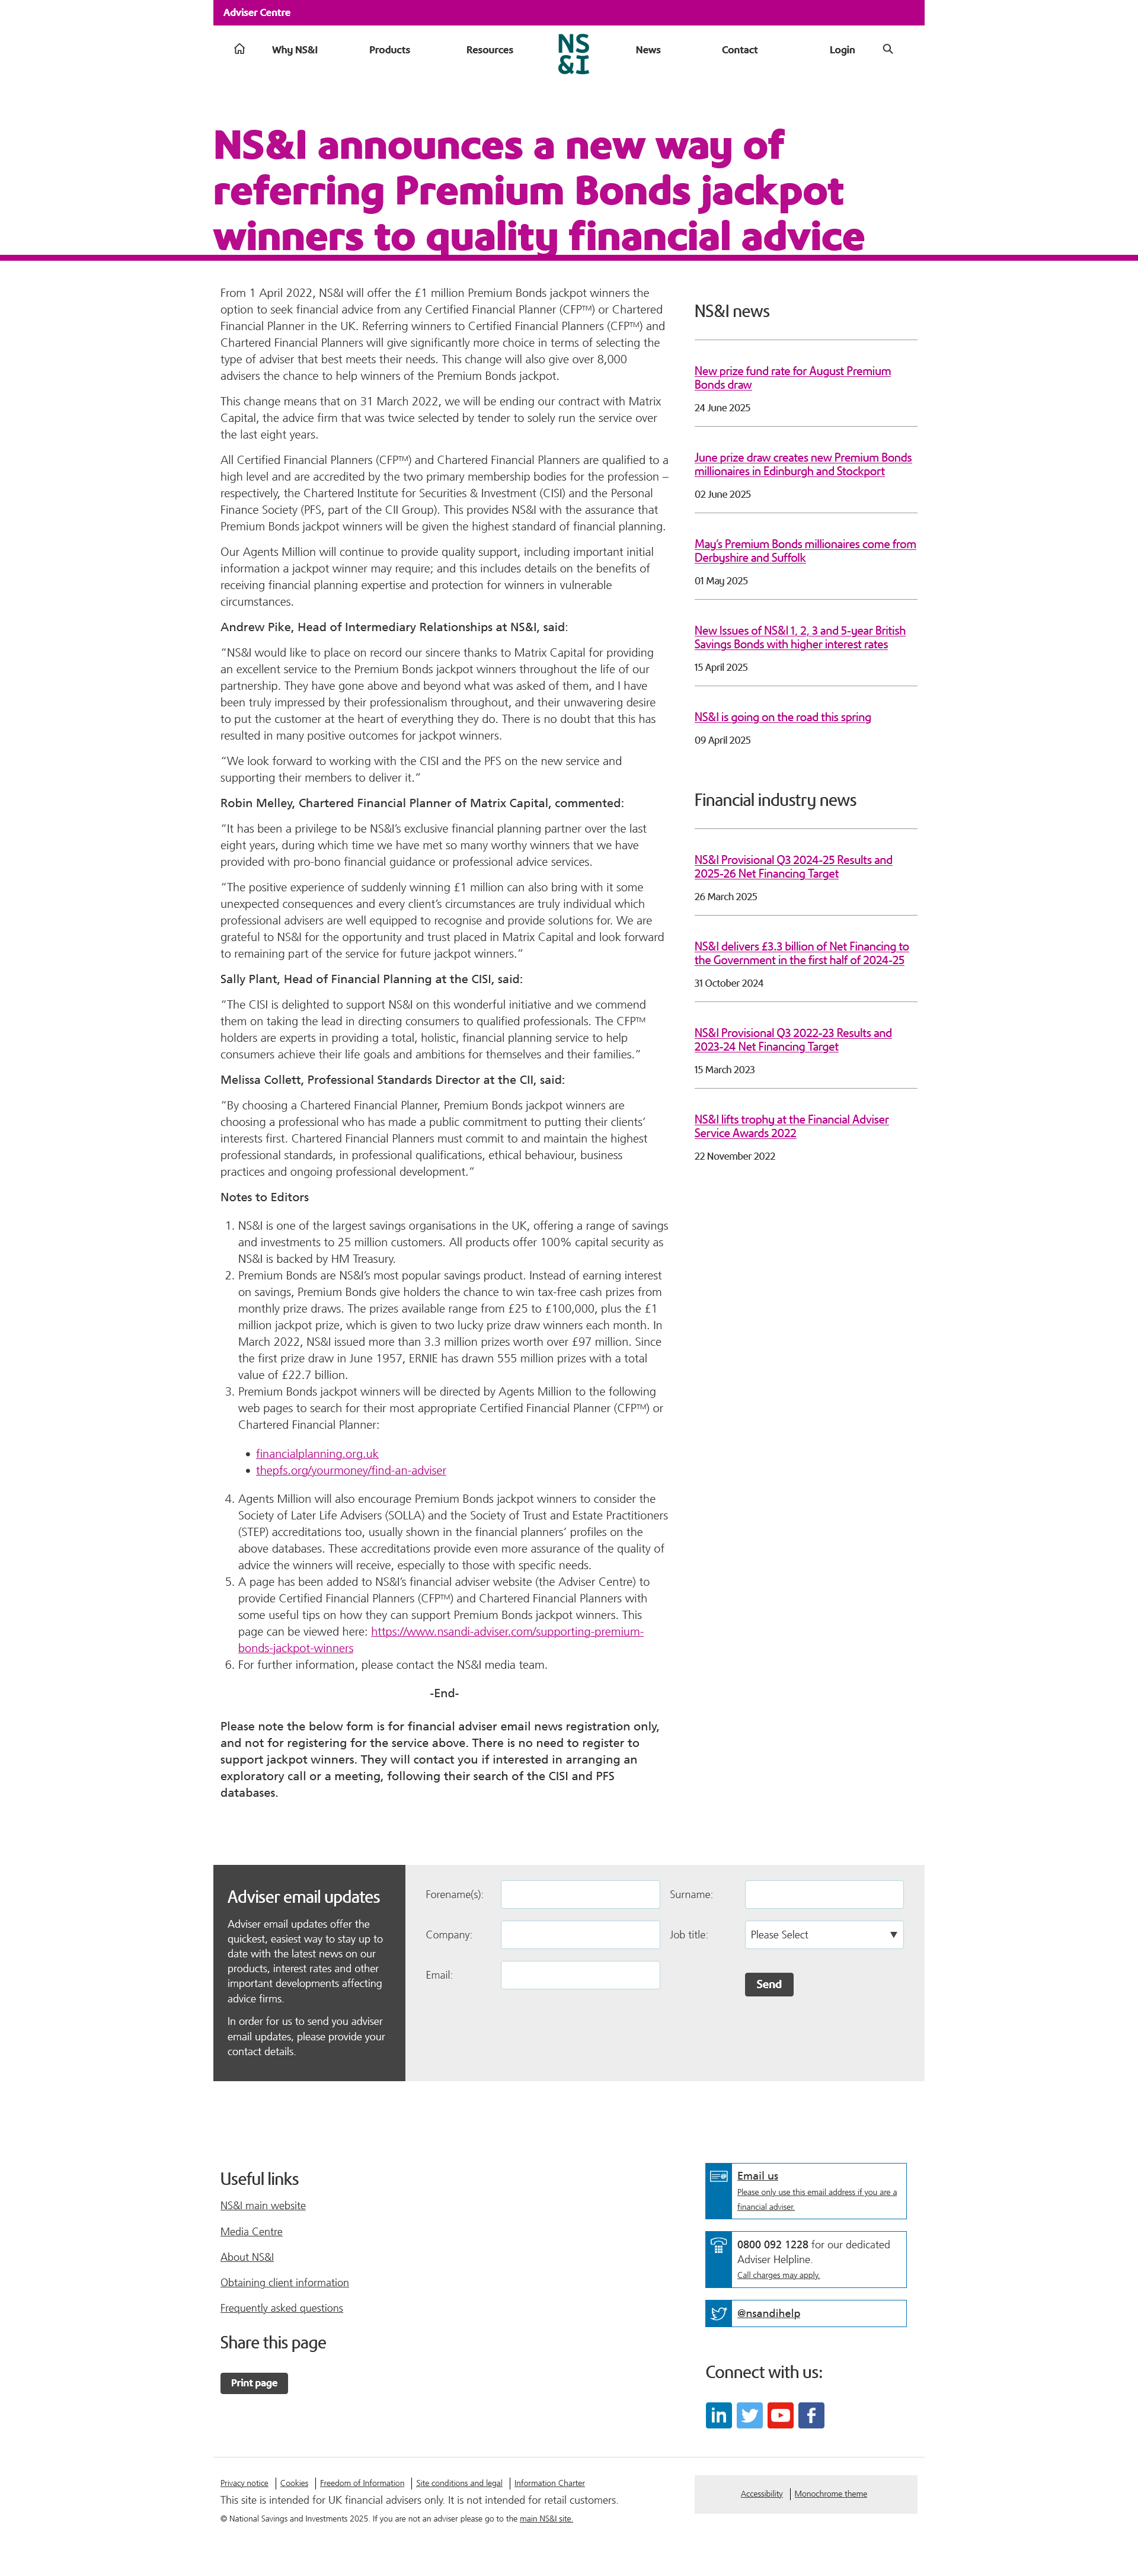 Adviser Centre
Why NS&I
Products
Resources
NS
&I
News
Contact
Login
NS&I announces a new way of
referring Premium Bonds jackpot
winners to quality financial advice
From 1 April 2022, NS&I will offer the £1 million Premium Bonds jackpot winners the
option to seek financial advice from any Certified Financial Planner (CFP™) or Chartered
Financial Planner in the UK. Referring winners to Certified Financial Planners (CFP™) and
Chartered Financial Planners will give significantly more choice in terms of selecting the
type of adviser that best meets their needs. This change will also give over 8,000
advisers the chance to help winners of the Premium Bonds jackpot.
This change means that on 31 March 2022, we will be ending our contract with Matrix
Capital, the advice firm that was twice selected by tender to solely run the service over
the last eight years.
All Certified Financial Planners (CFP™) and Chartered Financial Planners are qualified to a
high level and are accredited by the two primary membership bodies for the profession –
respectively, the Chartered Institute for Securities & Investment (CISI) and the Personal
Finance Society (PFS, part of the CII Group). This provides NS&I with the assurance that
Premium Bonds jackpot winners will be given the highest standard of financial planning.
Our Agents Million will continue to provide quality support, including important initial
information a jackpot winner may require; and this includes details on the benefits of
receiving financial planning expertise and protection for winners in vulnerable
circumstances.
Andrew Pike, Head of Intermediary Relationships at NS&I, said:
“NS&I would like to place on record our sincere thanks to Matrix Capital for providing
an excellent service to the Premium Bonds jackpot winners throughout the life of our
partnership. They have gone above and beyond what was asked of them, and I have
been truly impressed by their professionalism throughout, and their unwavering desire
to put the customer at the heart of everything they do. There is no doubt that this has
resulted in many positive outcomes for jackpot winners.
“We look forward to working with the CISI and the PFS on the new service and
supporting their members to deliver it.”
Robin Melley, Chartered Financial Planner of Matrix Capital, commented:
“It has been a privilege to be NS&I’s exclusive financial planning partner over the last
eight years, during which time we have met so many worthy winners that we have
provided with pro-bono financial guidance or professional advice services.
“The positive experience of suddenly winning £1 million can also bring with it some
unexpected consequences and every client’s circumstances are truly individual which
professional advisers are well equipped to recognise and provide solutions for. We are
grateful to NS&I for the opportunity and trust placed in Matrix Capital and look forward
to remaining part of the service for future jackpot winners.”
Sally Plant, Head of Financial Planning at the CISI, said:
“The CISI is delighted to support NS&I on this wonderful initiative and we commend
them on taking the lead in directing consumers to qualified professionals. The CFP™
holders are experts in providing a total, holistic, financial planning service to help
consumers achieve their life goals and ambitions for themselves and their families.”
Melissa Collett, Professional Standards Director at the CII, said:
“By choosing a Chartered Financial Planner, Premium Bonds jackpot winners are
choosing a professional who has made a public commitment to putting their clients’
interests first. Chartered Financial Planners must commit to and maintain the highest
professional standards, in professional qualifications, ethical behaviour, business
practices and ongoing professional development.”
Notes to Editors
1. NS&I is one of the largest savings organisations in the UK, offering a range of savings
and investments to 25 million customers. All products offer 100% capital security as
NS&I is backed by HM Treasury.
2. Premium Bonds are NS&I’s most popular savings product. Instead of earning interest
on savings, Premium Bonds give holders the chance to win tax-free cash prizes from
monthly prize draws. The prizes available range from £25 to £100,000, plus the £1
million jackpot prize, which is given to two lucky prize draw winners each month. In
March 2022, NS&I issued more than 3.3 million prizes worth over £97 million. Since
the first prize draw in June 1957, ERNIE has drawn 555 million prizes with a total
value of £22.7 billion.
3. Premium Bonds jackpot winners will be directed by Agents Million to the following
web pages to search for their most appropriate Certified Financial Planner (CFP™) or
Chartered Financial Planner:
• financialplanning.org.uk
• thepfs.org/yourmoney/find-an-adviser
4. Agents Million will also encourage Premium Bonds jackpot winners to consider the
Society of Later Life Advisers (SOLLA) and the Society of Trust and Estate Practitioners
(STEP) accreditations too, usually shown in the financial planners’ profiles on the
above databases. These accreditations provide even more assurance of the quality of
advice the winners will receive, especially to those with specific needs.
5. A page has been added to NS&I’s financial adviser website (the Adviser Centre) to
provide Certified Financial Planners (CFP™) and Chartered Financial Planners with
some useful tips on how they can support Premium Bonds jackpot winners. This
page can be viewed here: https://www.nsandi-adviser.com/supporting-premium-
bonds-jackpot-winners
6. For further information, please contact the NS&I media team.
-End-
Please note the below form is for financial adviser email news registration only,
and not for registering for the service above. There is no need to register to
support jackpot winners. They will contact you if interested in arranging an
exploratory call or a meeting, following their search of the CISI and PFS
databases.
NS&I news
New prize fund rate for August Premium
Bonds draw
24 June 2025
June prize draw creates new Premium Bonds
millionaires in Edinburgh and Stockport
02 June 2025
May’s Premium Bonds millionaires come from
Derbyshire and Suffolk
01 May 2025
New Issues of NS&I 1, 2, 3 and 5-year British
Savings Bonds with higher interest rates
15 April 2025
NS&I is going on the road this spring
09 April 2025
Financial industry news
NS&I Provisional Q3 2024-25 Results and
2025-26 Net Financing Target
26 March 2025
NS&I delivers £3.3 billion of Net Financing to
the Government in the first half of 2024-25
31 October 2024
NS&I Provisional Q3 2022-23 Results and
2023-24 Net Financing Target
15 March 2023
NS&I lifts trophy at the Financial Adviser
Service Awards 2022
22 November 2022
Adviser email updates
Adviser email updates offer the
quickest, easiest way to stay up to
date with the latest news on our
products, interest rates and other
important developments affecting
advice firms.
In order for us to send you adviser
email updates, please provide your
contact details.
Forename(s):
Surname:
Company:
Job title:
Please Select
Email:
Send
Useful links
NS&I main website
Media Centre
About NS&I
Obtaining client information
Frequently asked questions
Share this page
Print page
Email us
Please only use this email address if you are a
financial adviser.
0800 092 1228 for our dedicated
Adviser Helpline.
Call charges may apply.
@nsandihelp
Connect with us:
Privacy notice
Cookies
Freedom of Information
Site conditions and legal
Information Charter
This site is intended for UK financial advisers only. It is not intended for retail customers.
© National Savings and Investments 2025. If you are not an adviser please go to the main NS&I site.
Accessibility
Monochrome theme